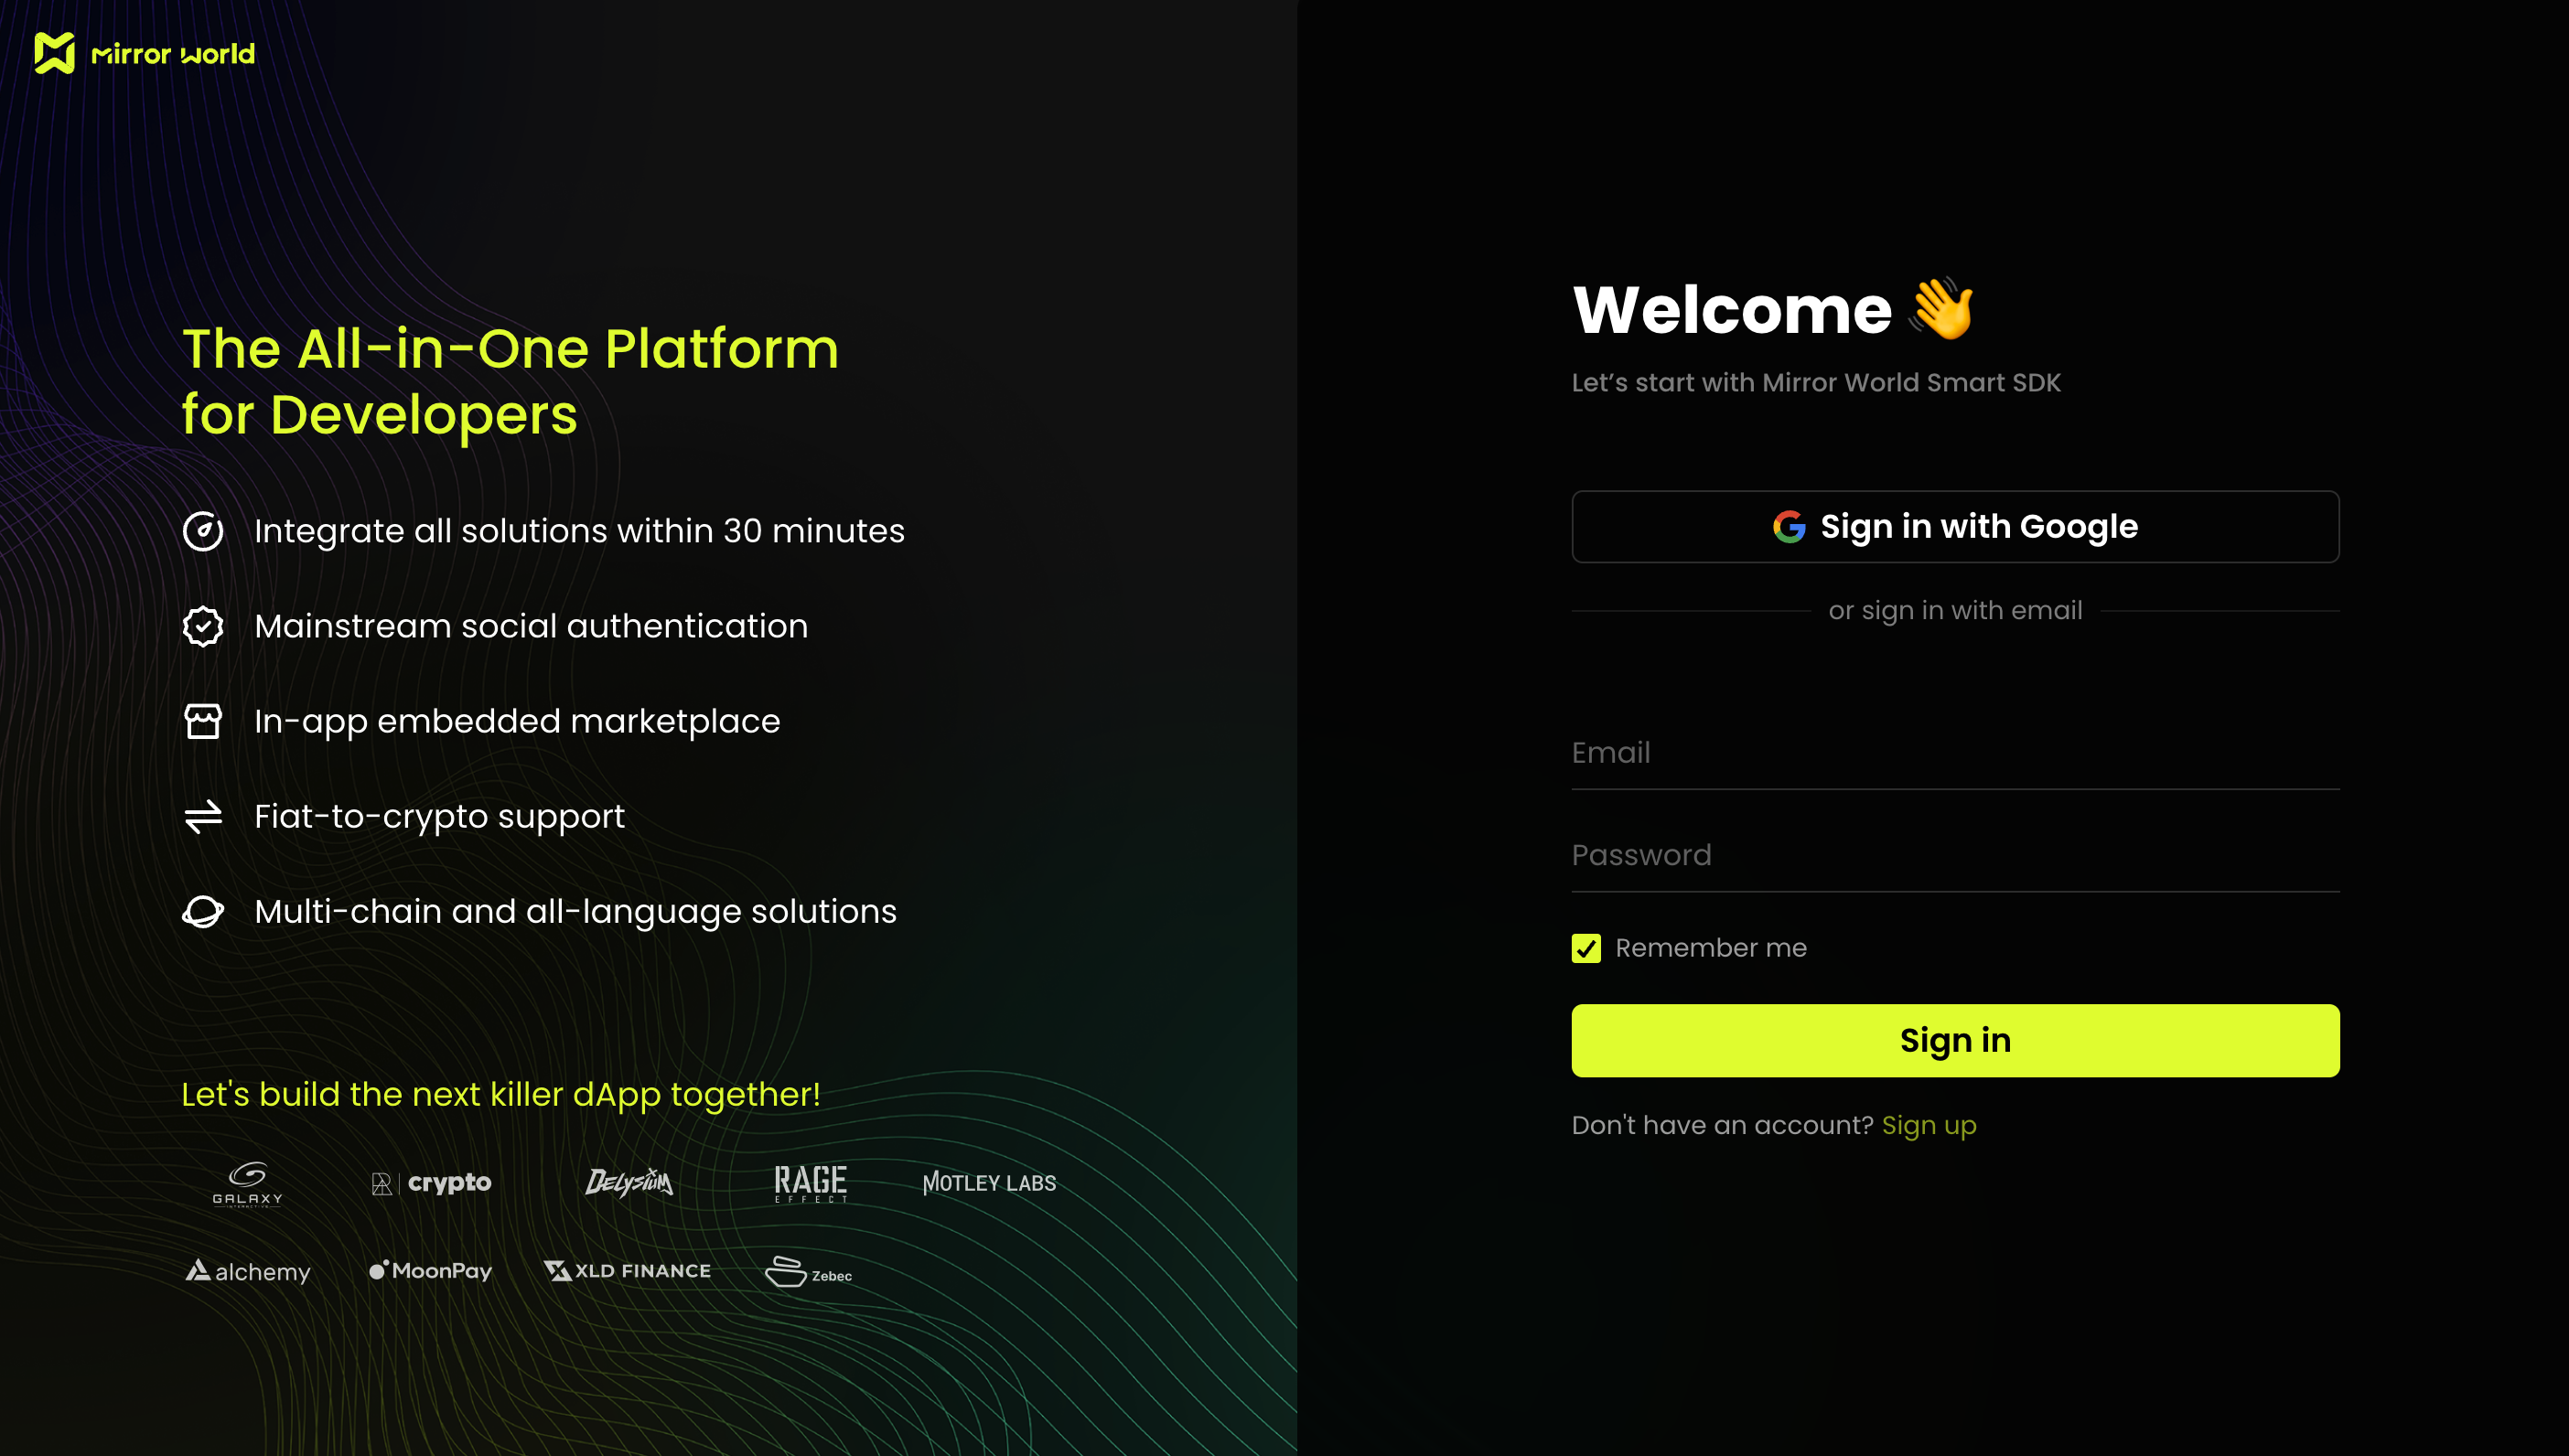 mirror world
The All-in-One Platform
for Developers
Integrate all solutions within 30 minutes
Mainstream social authentication
In-app embedded marketplace
Fiat-to-crypto support
Multi-chain and all-language solutions
Let's build the next killer dApp together!
GALAXY
INTERACTIVE
crypto
DELYSIUM
RAGE
EFFECT
MOTLEY LABS
alchemy
MoonPay
XLD FINANCE
Zebec
Welcome 👋
Let’s start with Mirror World Smart SDK
Sign in with Google
or sign in with email
Email
Password
Remember me
Sign in
Don't have an account? Sign up